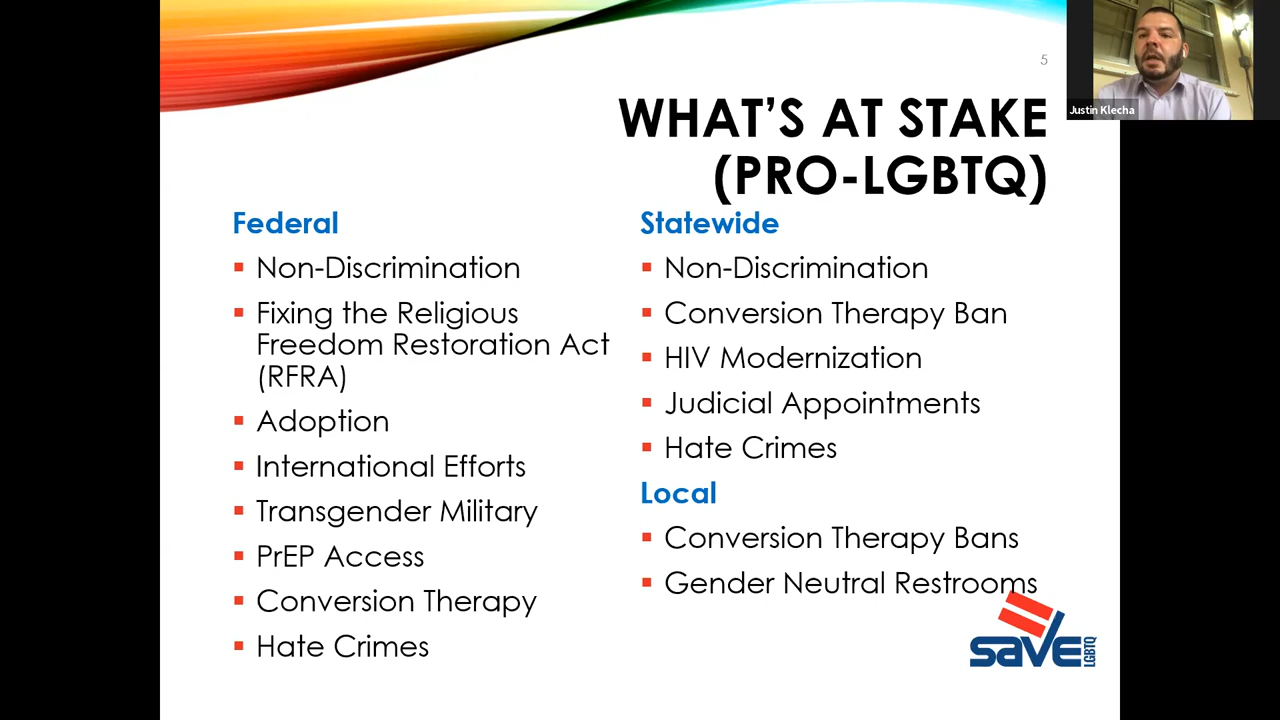 5
Justin Klecha
WHAT'S AT STAKE
(PRO-LGBTQ)
Federal
▪ Non-Discrimination
▪ Fixing the Religious
Freedom Restoration Act
(RFRA)
▪ Adoption
▪ International Efforts
▪ Transgender Military
▪ PrEP Access
▪ Conversion Therapy
▪ Hate Crimes
Statewide
▪ Non-Discrimination
▪ Conversion Therapy Ban
▪ HIV Modernization
▪ Judicial Appointments
▪ Hate Crimes
Local
▪ Conversion Therapy Bans
▪ Gender Neutral Restrooms
save
LGBTQ